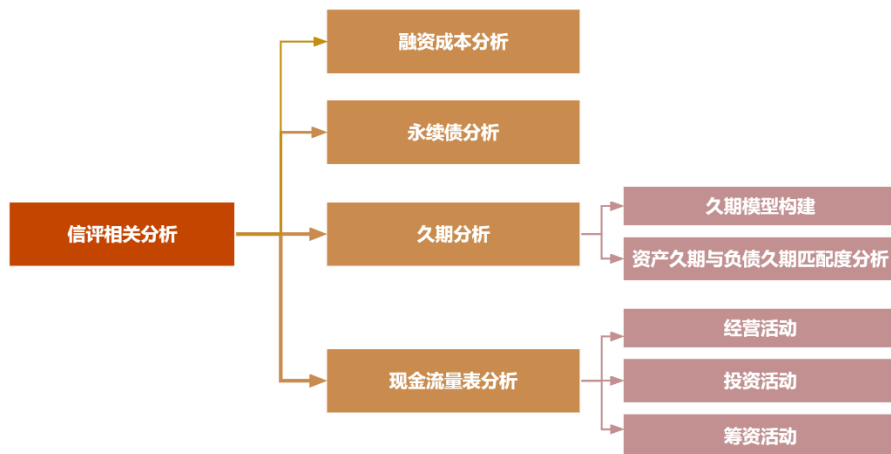 融资成本分析
永续债分析
信评相关分析
久期分析
久期模型构建
资产久期与负债久期匹配度分析
现金流量表分析
经营活动
投资活动
筹资活动